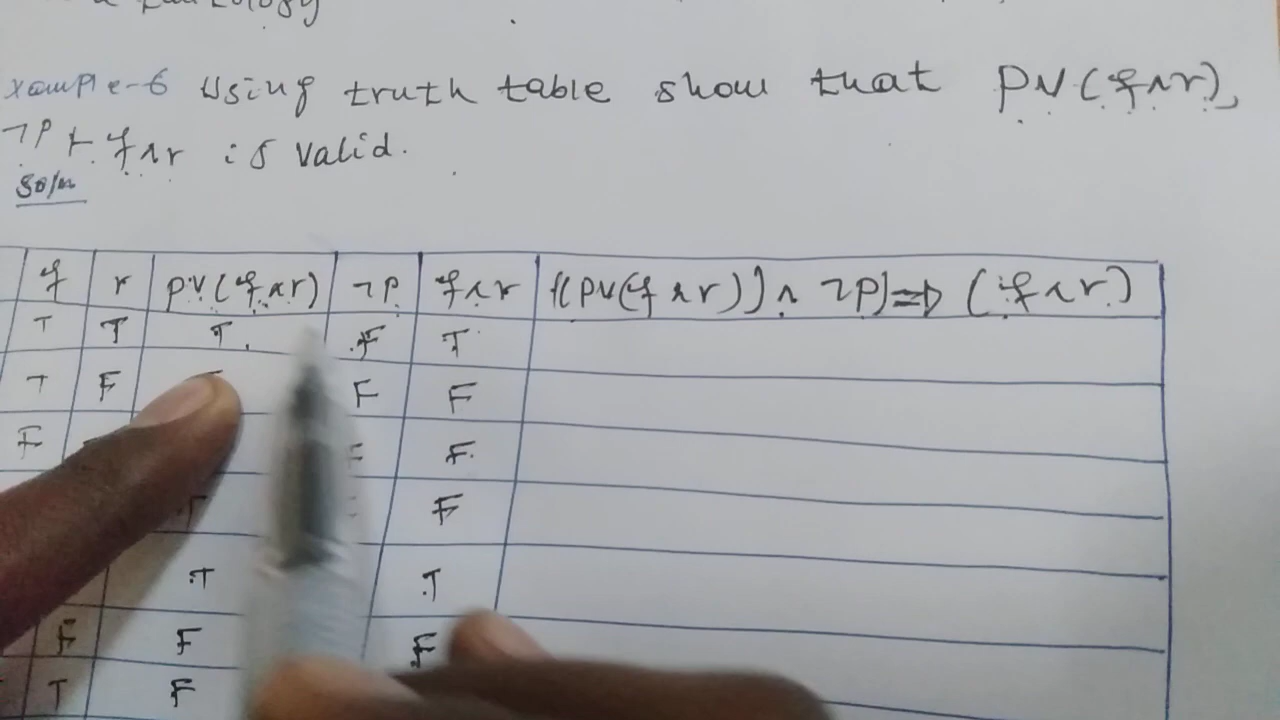 Example-6 Using truth table show that P∨(q∧r),
¬P ⊢ q∧r is valid.
Soln
q r P∨(q∧r) ¬P q∧r [(P∨(q∧r))∧ ¬P]⇒ (q∧r)
T T T F T
T F F F
F F F
F
T T
F F F
T F